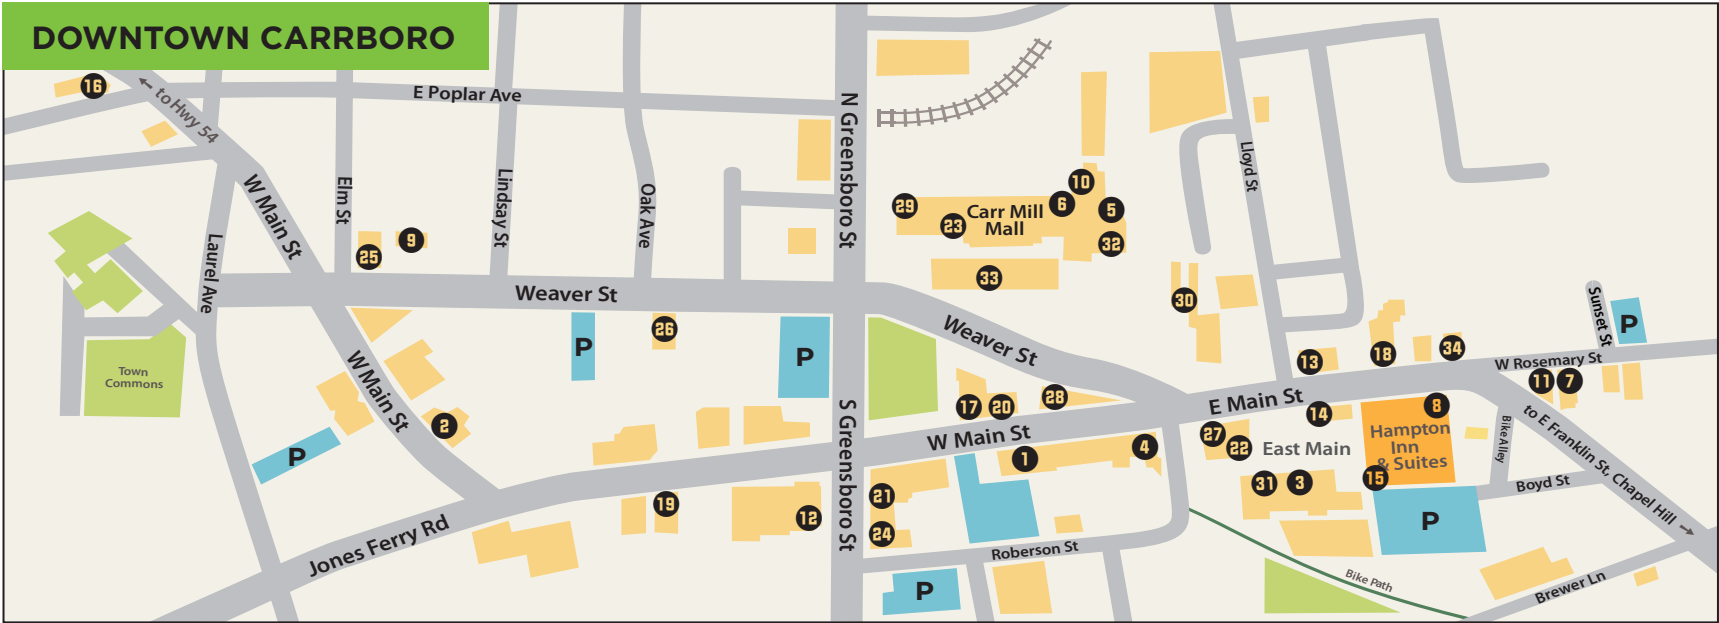 DOWNTOWN CARRBORO
16
to Hwy 54
E Poplar Ave
N Greensboro St
Lloyd St
W Main St
Elm St
Lindsay St
Oak Ave
Laurel Ave
25
9
29
23
Carr Mill
Mall
6
10
5
32
33
30
Weaver St
Weaver St
26
P
P
Town
Commons
W Main St
2
P
S Greensboro St
17
20
28
W Main St
1
4
E Main St
13
18
34
Sunset St
P
W Rosemary St
11
7
14
8
Hampton
Inn
& Suites
15
27
22
East Main
31
3
Bike Alley
to E Franklin St, Chapel Hill
Boyd St
P
19
12
21
24
Jones Ferry Rd
Roberson St
P
Bike Path
Brewer Ln